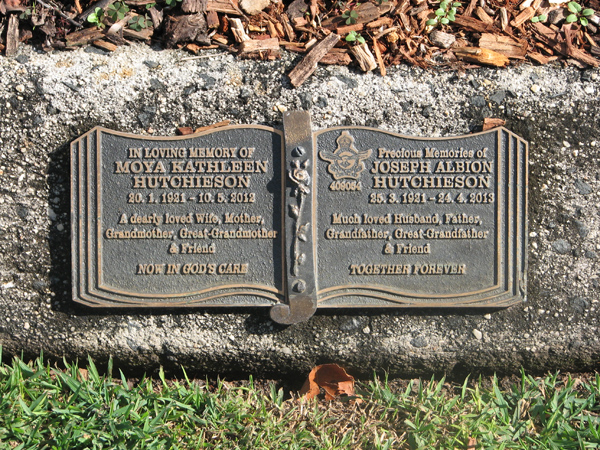 IN LOVING MEMORY OF
MOYA KATHLEEN
HUTCHIESON
20. 1. 1921 - 10. 5. 2012
A dearly loved Wife, Mother,
Grandmother, Great-Grandmother
& Friend
NOW IN GOD'S CARE
408054
Precious Memories of
JOSEPH ALBION
HUTCHIESON
25. 3. 1921 - 24. 4. 2013
Much loved Husband, Father,
Grandfather, Great-Grandfather
& Friend
TOGETHER FOREVER